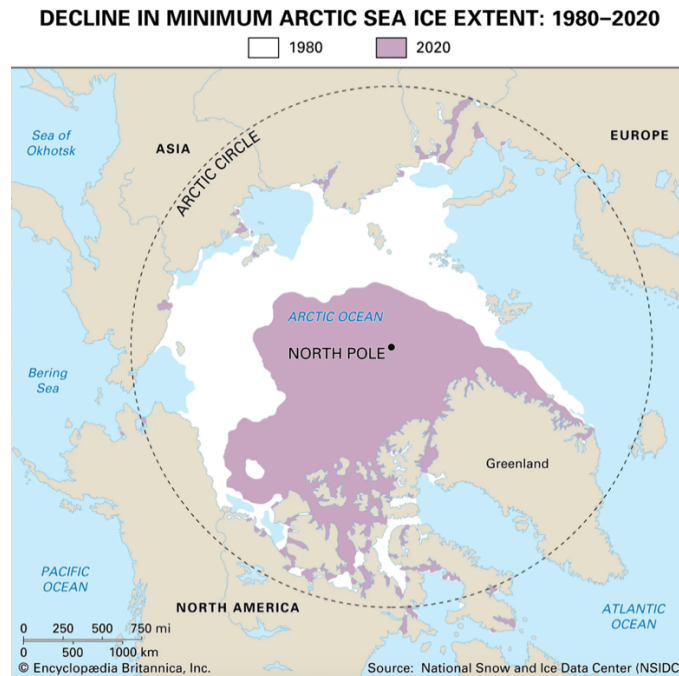 DECLINE IN MINIMUM ARCTIC SEA ICE EXTENT: 1980–2020
1980
2020
Sea of
Okhotsk
ASIA
EUROPE
ARCTIC CIRCLE
ARCTIC OCEAN
NORTH POLE
Bering
Sea
Greenland
PACIFIC
OCEAN
NORTH AMERICA
ATLANTIC
OCEAN
0 250 500 750 mi
0 500 1000 km
© Encyclopædia Britannica, Inc.
Source: National Snow and Ice Data Center (NSIDC